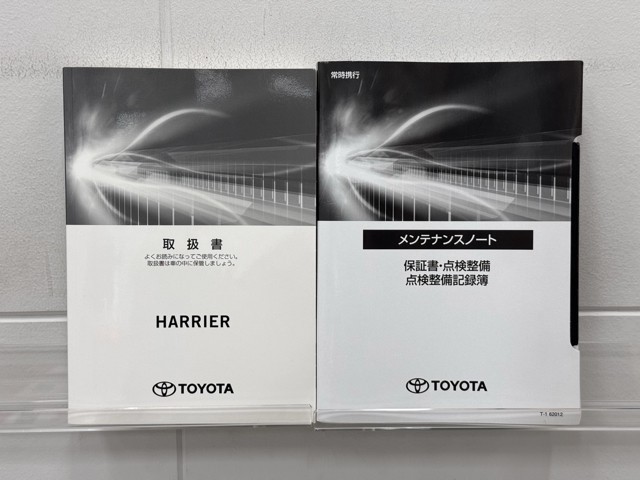 取扱書
よくお読みになってご使用ください。
取扱書は車の中に保管しましょう。
HARRIER
TOYOTA
常時携行
メンテナンスノート
保証書・点検整備
点検整備記録簿
TOYOTA